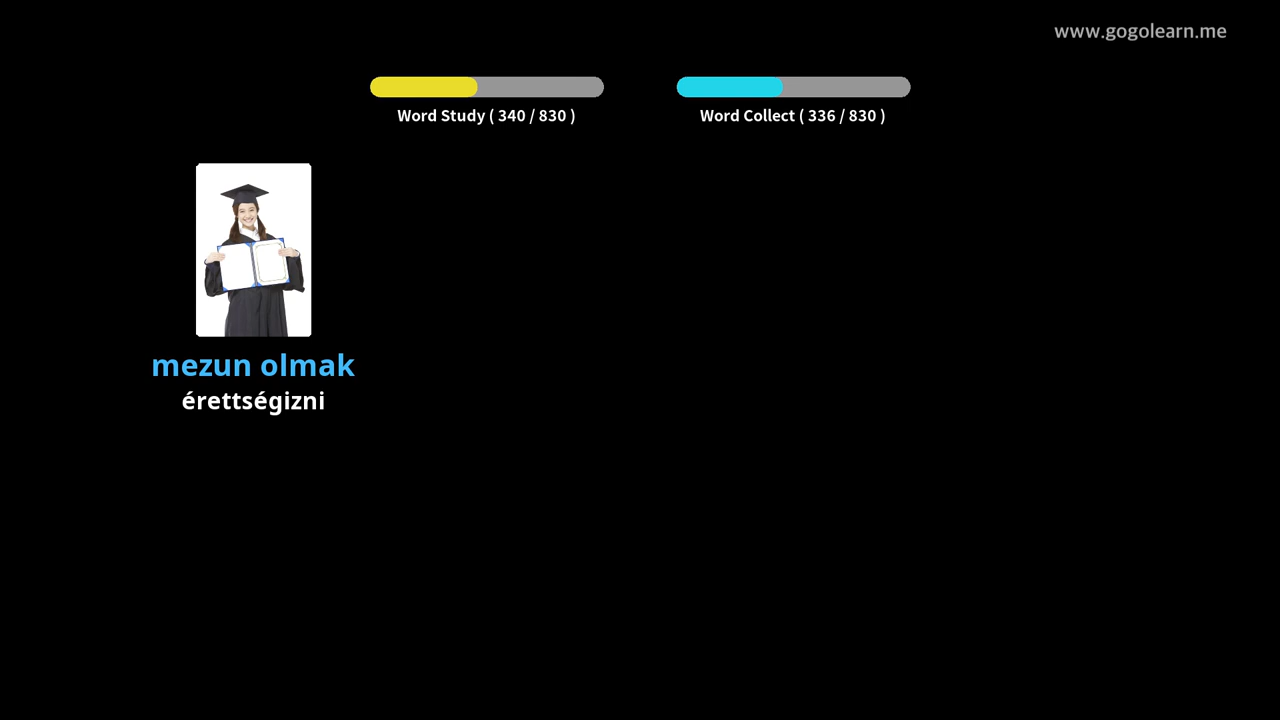 www.gogolearn.me
Word Study ( 340 / 830 )
Word Collect ( 336 / 830 )
mezun olmak
érettségizni